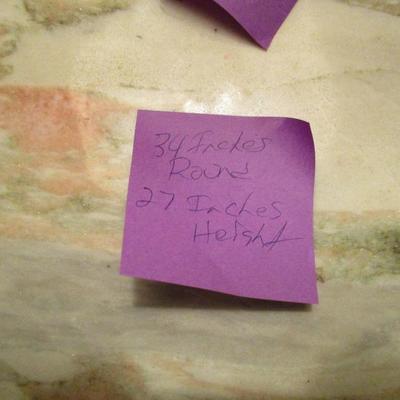 34 Inches
Round
27 Inches
Height